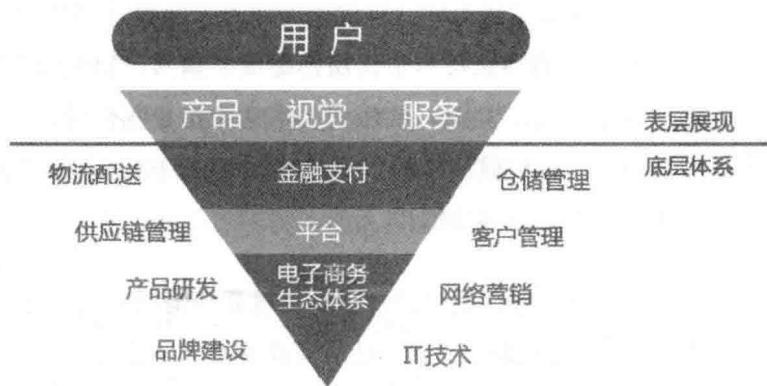 用户
产品 视觉 服务
表层展现
底层体系
物流配送
金融支付
仓储管理
供应链管理
平台
客户管理
产品研发
电子商务
生态体系
网络营销
品牌建设
IT技术